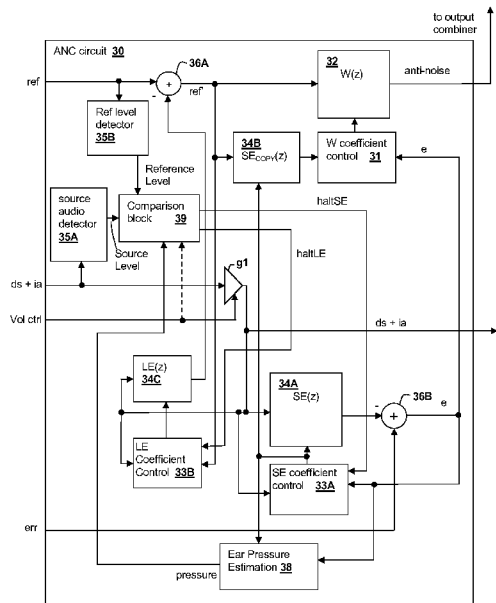 to output
combiner
ANC circuit 30
36A
ref
ref'
-
32
W(z)
anti-noise
Ref level
detector
35B
34B
SECOPY(z)
W coefficient
control 31
e
Reference
Level
source
audio
detector
35A
Comparison
block
39
haltSE
Source
Level
haltLE
g1
ds + ia
Vol ctrl
ds + ia
LE(z)
34C
34A
SE(z)
-
36B
e
LE
Coefficient
Control 33B
SE coefficient
control 33A
err
Ear Pressure
Estimation 38
pressure